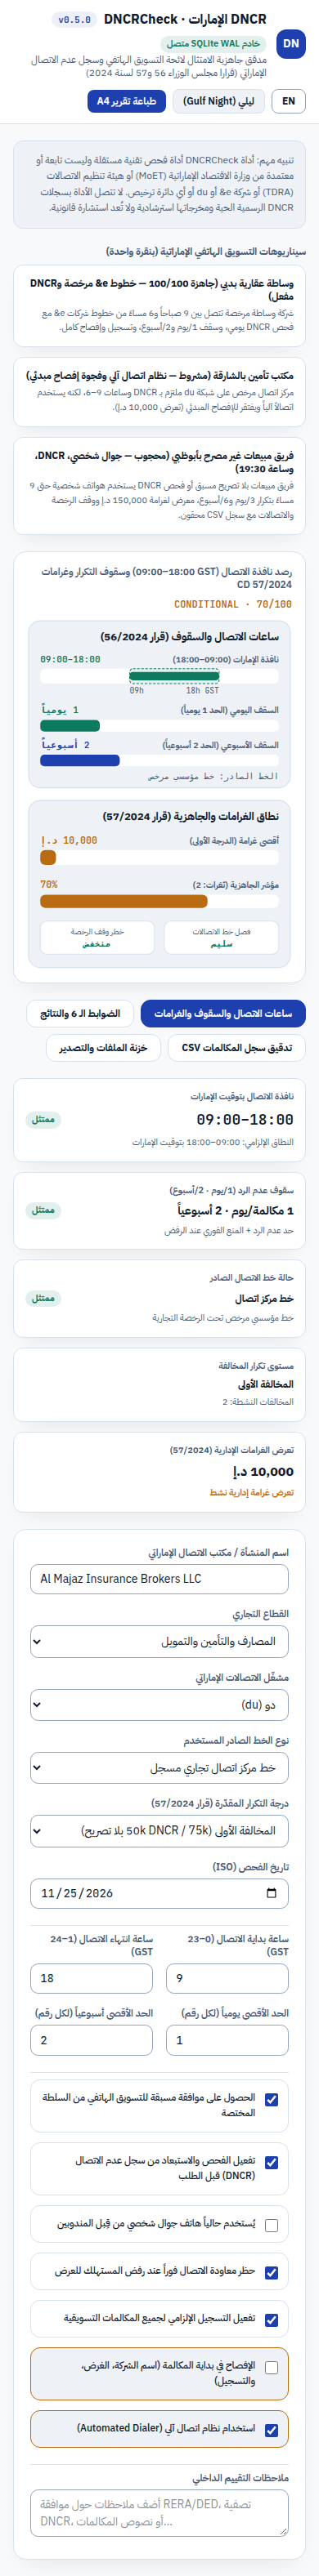 DNCRCheck · الإمارات DNCR
v0.5.0
DN
خادم SQLite WAL متصل
مدقق جاهزية الامتثال للائحة التسويق الهاتفي وسجل عدم الاتصال
الإماراتي (قرارا مجلس الوزراء 56 و57 لسنة 2024)
EN
ليلي (Gulf Night)
طباعة تقرير A4
تنبيه مهم: أداة DNCRCheck أداة فحص تقنية مستقلة وليست تابعة أو
معتمدة من وزارة الاقتصاد الإماراتية (MoET) أو هيئة تنظيم الاتصالات
(TDRA) أو شركة &e أو du أو أي دائرة ترخيص. لا تتصل الأداة بسجلات
DNCR الرسمية الحية ومخرجاتها استرشادية ولا تُعد استشارة قانونية.
سيناريوهات التسويق الهاتفي الإماراتية (بنقرة واحدة)
وساطة عقارية بدبي (جاهزة 100/100 — خطوط &e مرخصة وDNCR
مفعل)
شركة وساطة مرخصة تتصل بين 9 صباحاً و6 مساءً من خطوط شركات &e مع
فحص DNCR يومي، وسقف 1/يوم و2/أسبوع، وتسجيل وإفصاح كامل.
مكتب تأمين بالشارقة (مشروط — نظام اتصال آلي وفجوة إفصاح مبدئي)
مركز اتصال مرخص على شبكة du ملتزم بـ DNCR وساعات 9–6، لكنه يستخدم
اتصالاً آلياً ويفتقر للإفصاح المبدئي (تعرض 10,000 د.إ).
فريق مبيعات غير مصرح بأبوظبي (محجوب — جوال شخصي، DNCR،
وساعة 19:30)
فريق مبيعات بلا تصريح مسبق أو فحص DNCR يستخدم هواتف شخصية حتى 9
مساءً بتكرار 3/يوم و6/أسبوع، معرض لغرامة 150,000 د.إ ووقف الرخصة
والاتصالات مع سجل CSV محقون.
رصد نافذة الاتصال (09:00–18:00 GST) وسقوف التكرار وغرامات
CD 57/2024
CONDITIONAL · 70/100
ساعات الاتصال والسقوف (قرار 56/2024)
نافذة الإمارات (09:00–18:00)
09:00–18:00
09h
18h GST
السقف اليومي (الحد 1 يومياً)
1 يومياً
السقف الأسبوعي (الحد 2 أسبوعياً)
2 أسبوعياً
الخط الصادر: خط مؤسسي مرخص
نطاق الغرامات والجاهزية (قرار 57/2024)
أقصى غرامة (الدرجة الأولى)
10,000 د.إ
مؤشر الجاهزية (ثغرات: 2)
70%
فصل خط الاتصالات
سليم
خطر وقف الرخصة
منخفض
ساعات الاتصال والسقوف والغرامات
الضوابط الـ 6 والنتائج
تدقيق سجل المكالمات CSV
خزنة الملفات والتصدير
نافذة الاتصال بتوقيت الإمارات
09:00–18:00
ممتثل
النطاق الإلزامي: 09:00–18:00 بتوقيت الإمارات
سقوف عدم الرد (1/يوم · 2/أسبوع)
1 مكالمة/يوم · 2 أسبوعياً
ممتثل
حد عدم الرد + المنع الفوري عند الرفض
حالة خط الاتصال الصادر
خط مركز اتصال
ممتثل
خط مؤسسي مرخص تحت الرخصة التجارية
مستوى تكرار المخالفة
المخالفة الأولى
المخالفات النشطة: 2
تعرض الغرامات الإدارية (57/2024)
10,000 د.إ
تعرض غرامة إدارية نشط
اسم المنشأة / مكتب الاتصال الإماراتي
Al Majaz Insurance Brokers LLC
القطاع التجاري
المصارف والتأمين والتمويل
مشغّل الاتصالات الإماراتي
دو (du)
نوع الخط الصادر المستخدم
خط مركز اتصال تجاري مسجل
درجة التكرار المقدّرة (قرار 57/2024)
المخالفة الأولى (50k DNCR / 75k بلا تصريح)
تاريخ الفحص (ISO)
11/25/2026
ساعة بداية الاتصال (0–23
GST)
9
ساعة انتهاء الاتصال (1–24
GST)
18
الحد الأقصى يومياً (لكل رقم)
1
الحد الأقصى أسبوعياً (لكل رقم)
2
الحصول على موافقة مسبقة للتسويق الهاتفي من السلطة
المختصة
تفعيل الفحص والاستبعاد من سجل عدم الاتصال
(DNCR) قبل الطلب
يُستخدم حالياً هاتف جوال شخصي من قِبل المندوبين
حظر معاودة الاتصال فوراً عند رفض المستهلك للعرض
تفعيل التسجيل الإلزامي لجميع المكالمات التسويقية
الإفصاح في بداية المكالمة (اسم الشركة، الغرض،
والتسجيل)
استخدام نظام اتصال آلي (Automated Dialer)
ملاحظات التقييم الداخلي
أضف ملاحظات حول موافقة RERA/DED، تصفية
DNCR، أو نصوص المكالمات...